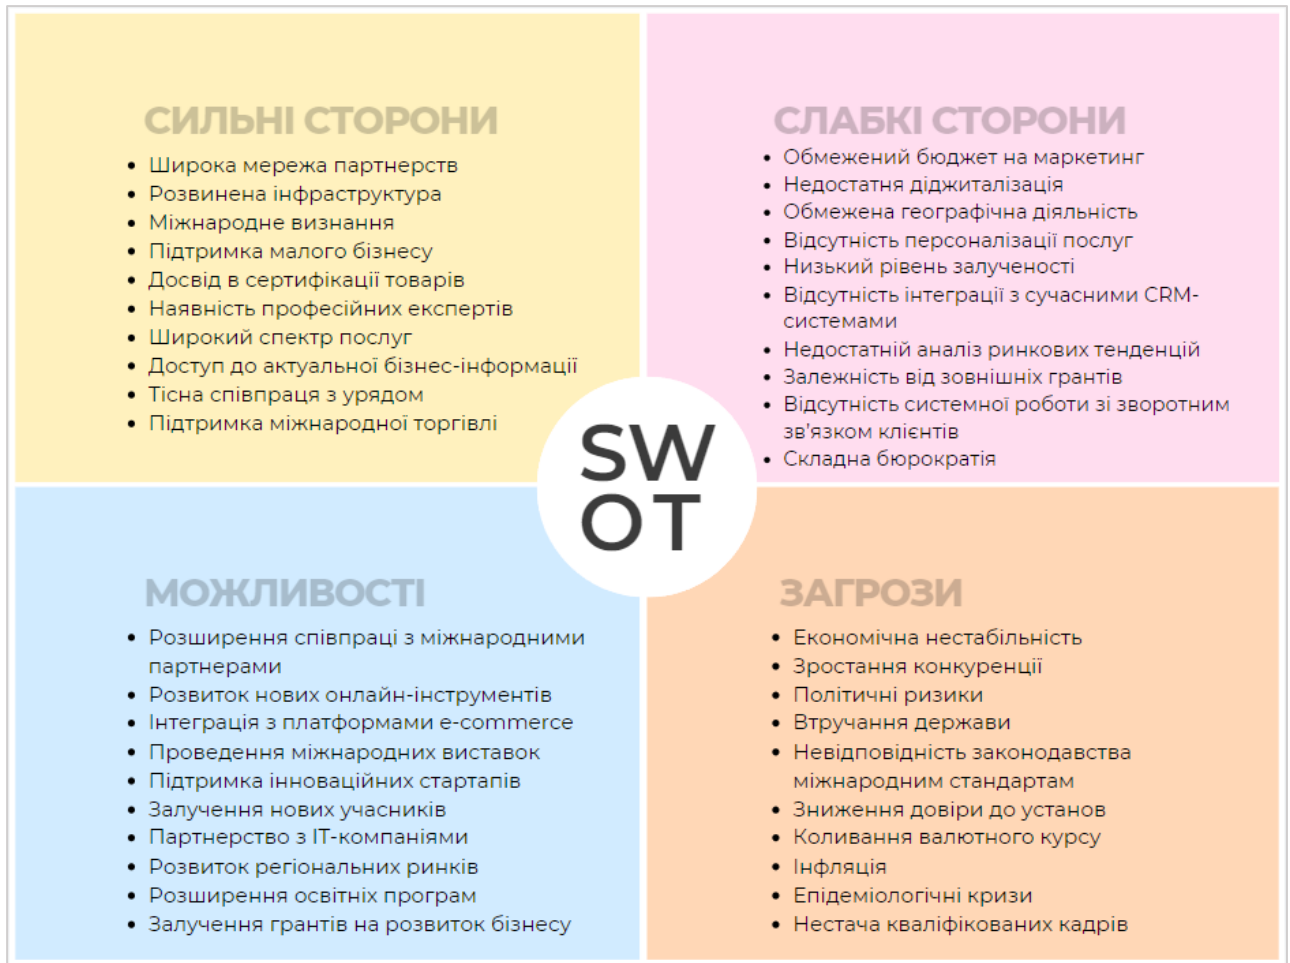 СИЛЬНІ СТОРОНИ
• Широка мережа партнерств
• Розвинена інфраструктура
• Міжнародне визнання
• Підтримка малого бізнесу
• Досвід в сертифікації товарів
• Наявність професійних експертів
• Широкий спектр послуг
• Доступ до актуальної бізнес-інформації
• Тісна співпраця з урядом
• Підтримка міжнародної торгівлі
СЛАБКІ СТОРОНИ
• Обмежений бюджет на маркетинг
• Недостатня діджиталізація
• Обмежена географічна діяльність
• Відсутність персоналізації послуг
• Низький рівень залученості
• Відсутність інтеграції з сучасними CRM-
системами
• Недостатній аналіз ринкових тенденцій
• Залежність від зовнішніх грантів
• Відсутність системної роботи зі зворотним
зв'язком клієнтів
• Складна бюрократія
SW
OT
МОЖЛИВОСТІ
• Розширення співпраці з міжнародними
партнерами
• Розвиток нових онлайн-інструментів
• Інтеграція з платформами e-commerce
• Проведення міжнародних виставок
• Підтримка інноваційних стартапів
• Залучення нових учасників
• Партнерство з ІТ-компаніями
• Розвиток регіональних ринків
• Розширення освітніх програм
• Залучення грантів на розвиток бізнесу
ЗАГРОЗИ
• Економічна нестабільність
• Зростання конкуренції
• Політичні ризики
• Втручання держави
• Невідповідність законодавства
міжнародним стандартам
• Зниження довіри до установ
• Коливання валютного курсу
• Інфляція
• Епідеміологічні кризи
• Нестача кваліфікованих кадрів